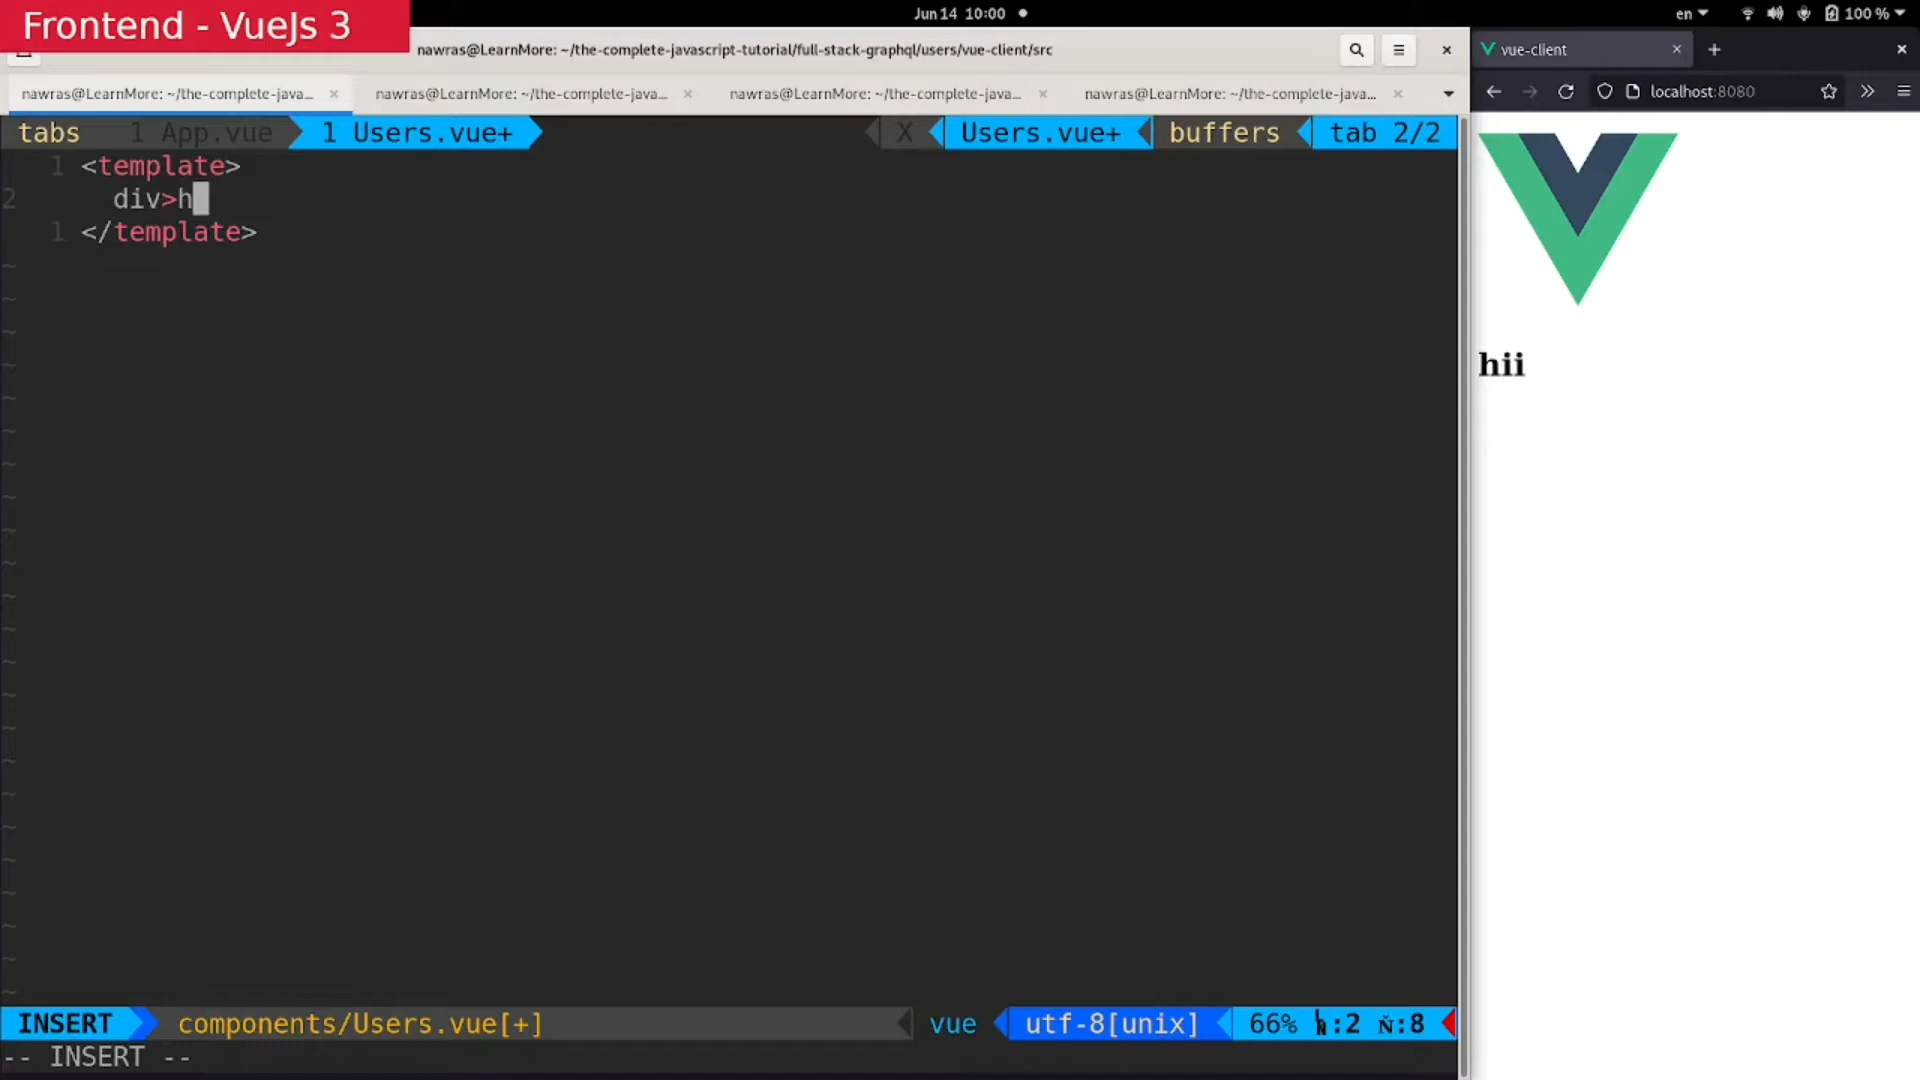 Frontend - VueJs 3
Jun 14 10:00
en
100 %
nawras@LearnMore: ~/the-complete-javascript-tutorial/full-stack-graphql/users/vue-client/src
vue-client
nawras@LearnMore: ~/the-complete-java...
nawras@LearnMore: ~/the-complete-java...
nawras@LearnMore: ~/the-complete-java...
nawras@LearnMore: ~/the-complete-java...
localhost:8080
tabs 1 App.vue 1 Users.vue+ X Users.vue+ buffers tab 2/2
1 <template>
2 div>h
1 </template>
hii
INSERT components/Users.vue[+] vue utf-8[unix] 66% :2 :8
-- INSERT --